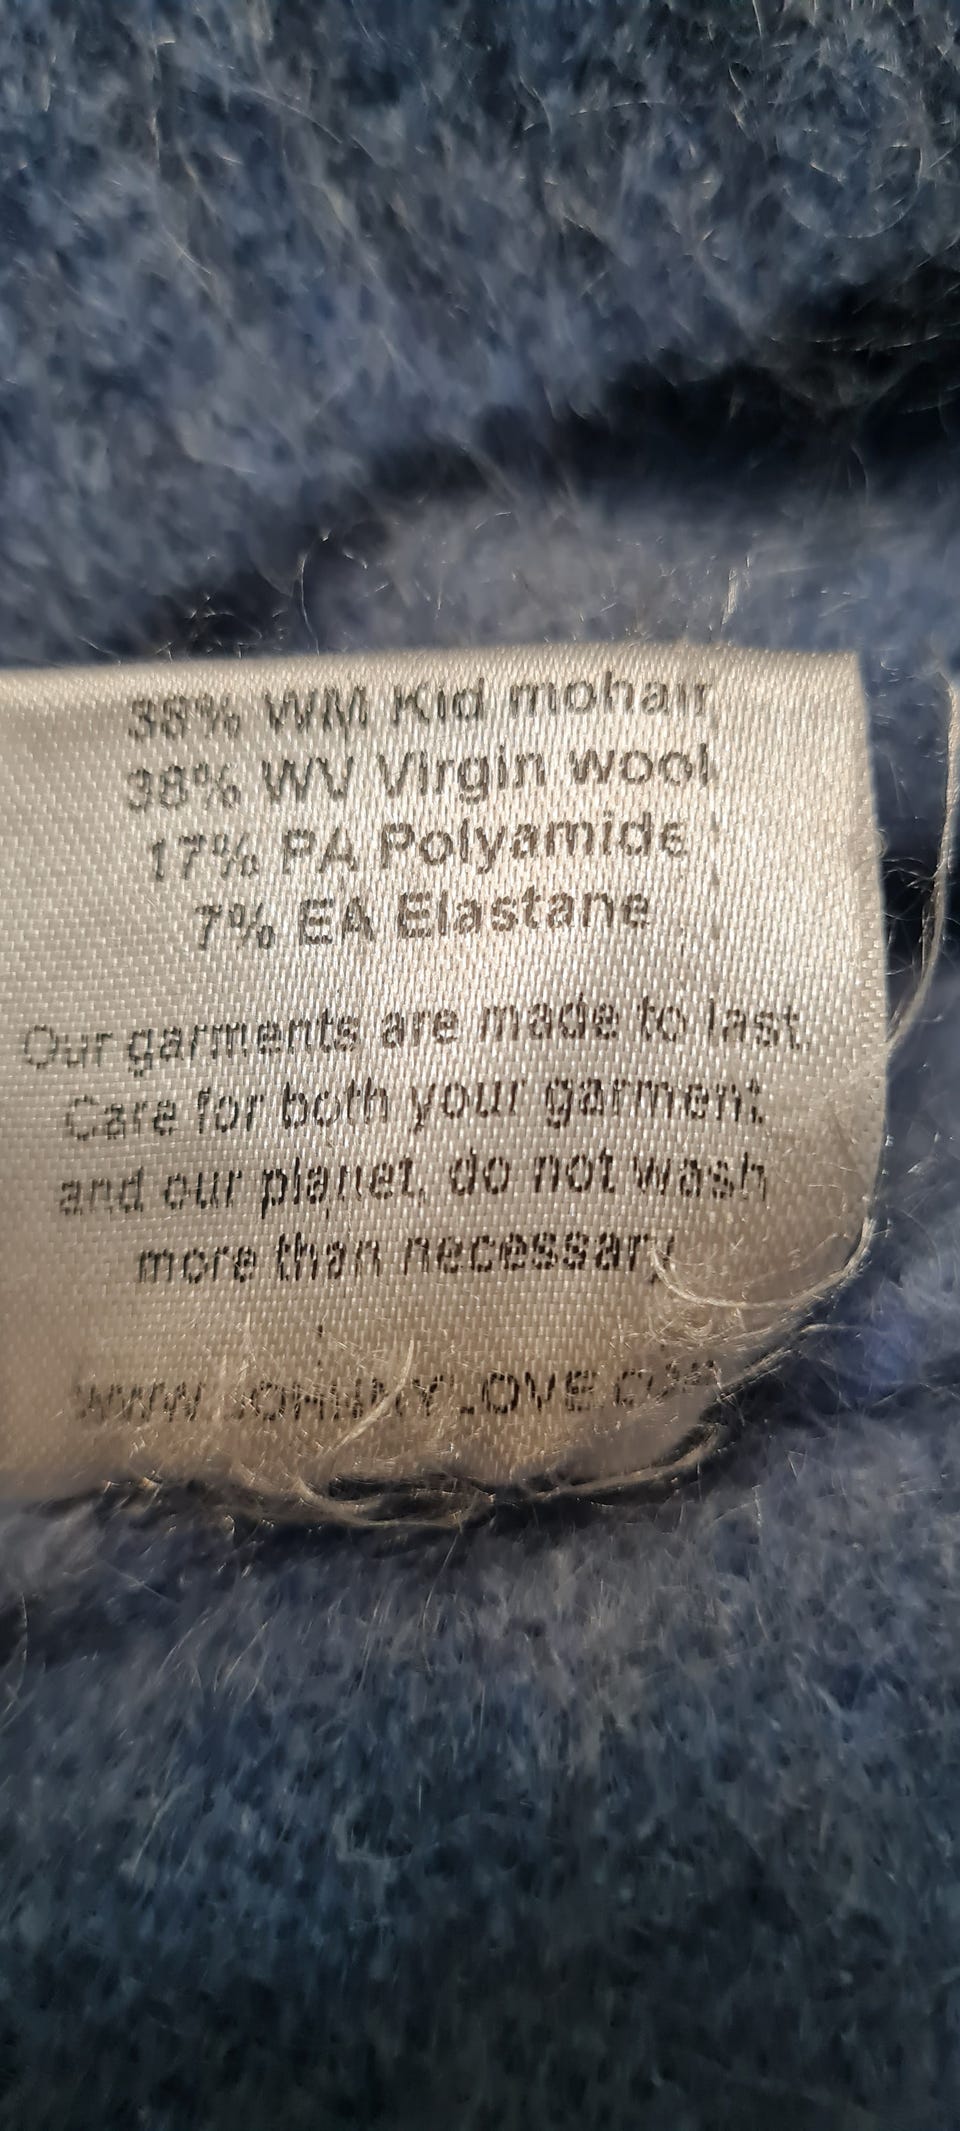 38% WM Kid mohair
38% WV Virgin wool
17% PA Polyamide
7% EA Elastane
Our garments are made to last.
Care for both your garment
and our planet, do not wash
more than necessary
WWW.JOHNNYLOVE.COM